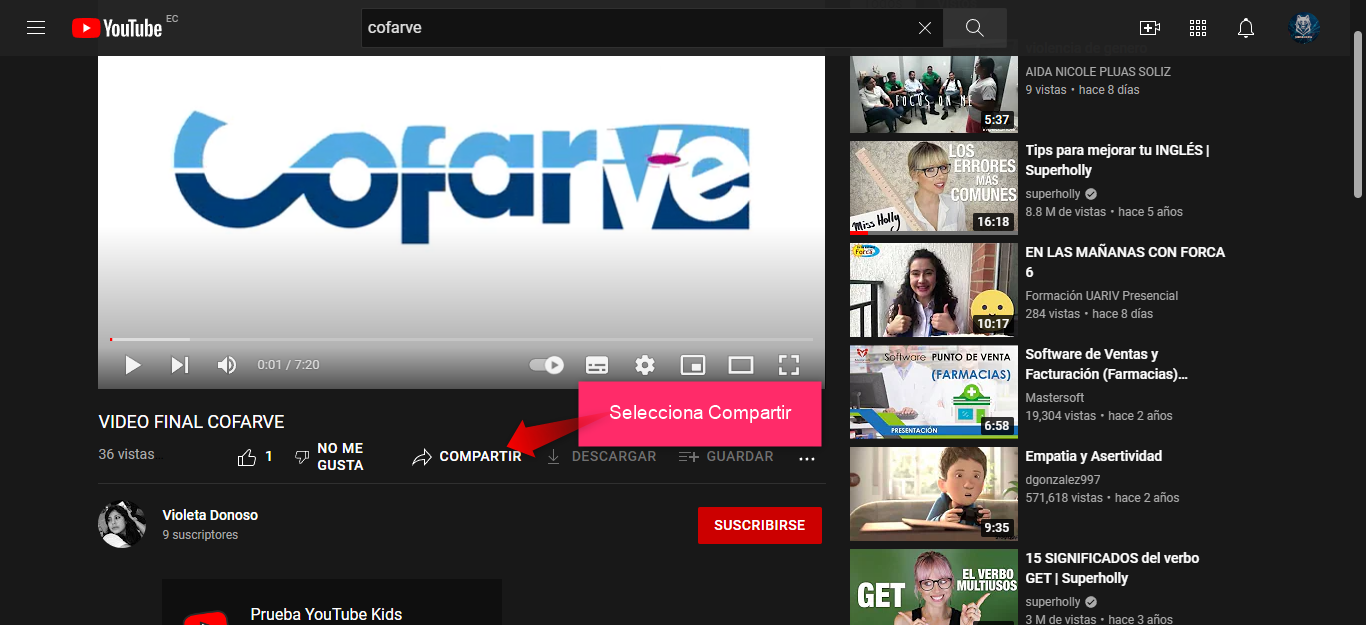 YouTube EC
cofarve
Cofarve
0:01 / 7:20
Selecciona Compartir
VIDEO FINAL COFARVE
36 vistas
1
NO ME
GUSTA
COMPARTIR
DESCARGAR
GUARDAR
Violeta Donoso
9 suscriptores
SUSCRIBIRSE
Prueba YouTube Kids
violencia de genero
AIDA NICOLE PLUAS SOLIZ
9 vistas • hace 8 días
FOCUS ON ME
5:37
LOS
ERRORES
MÁS
COMUNES
Miss Holly
16:18
Tips para mejorar tu INGLÉS |
Superholly
superholly
8.8 M de vistas • hace 5 años
Forca
10:17
EN LAS MAÑANAS CON FORCA
6
Formación UARIV Presencial
284 vistas • hace 8 días
Software PUNTO DE VENTA
(FARMACIAS)
PRESENTACIÓN
6:58
Software de Ventas y
Facturación (Farmacias)...
Mastersoft
19,304 vistas • hace 2 años
9:35
Empatia y Asertividad
dgonzalez997
571,618 vistas • hace 2 años
GET
EL VERBO
MULTIUSOS
15 SIGNIFICADOS del verbo
GET | Superholly
superholly
3 M de vistas • hace 3 años